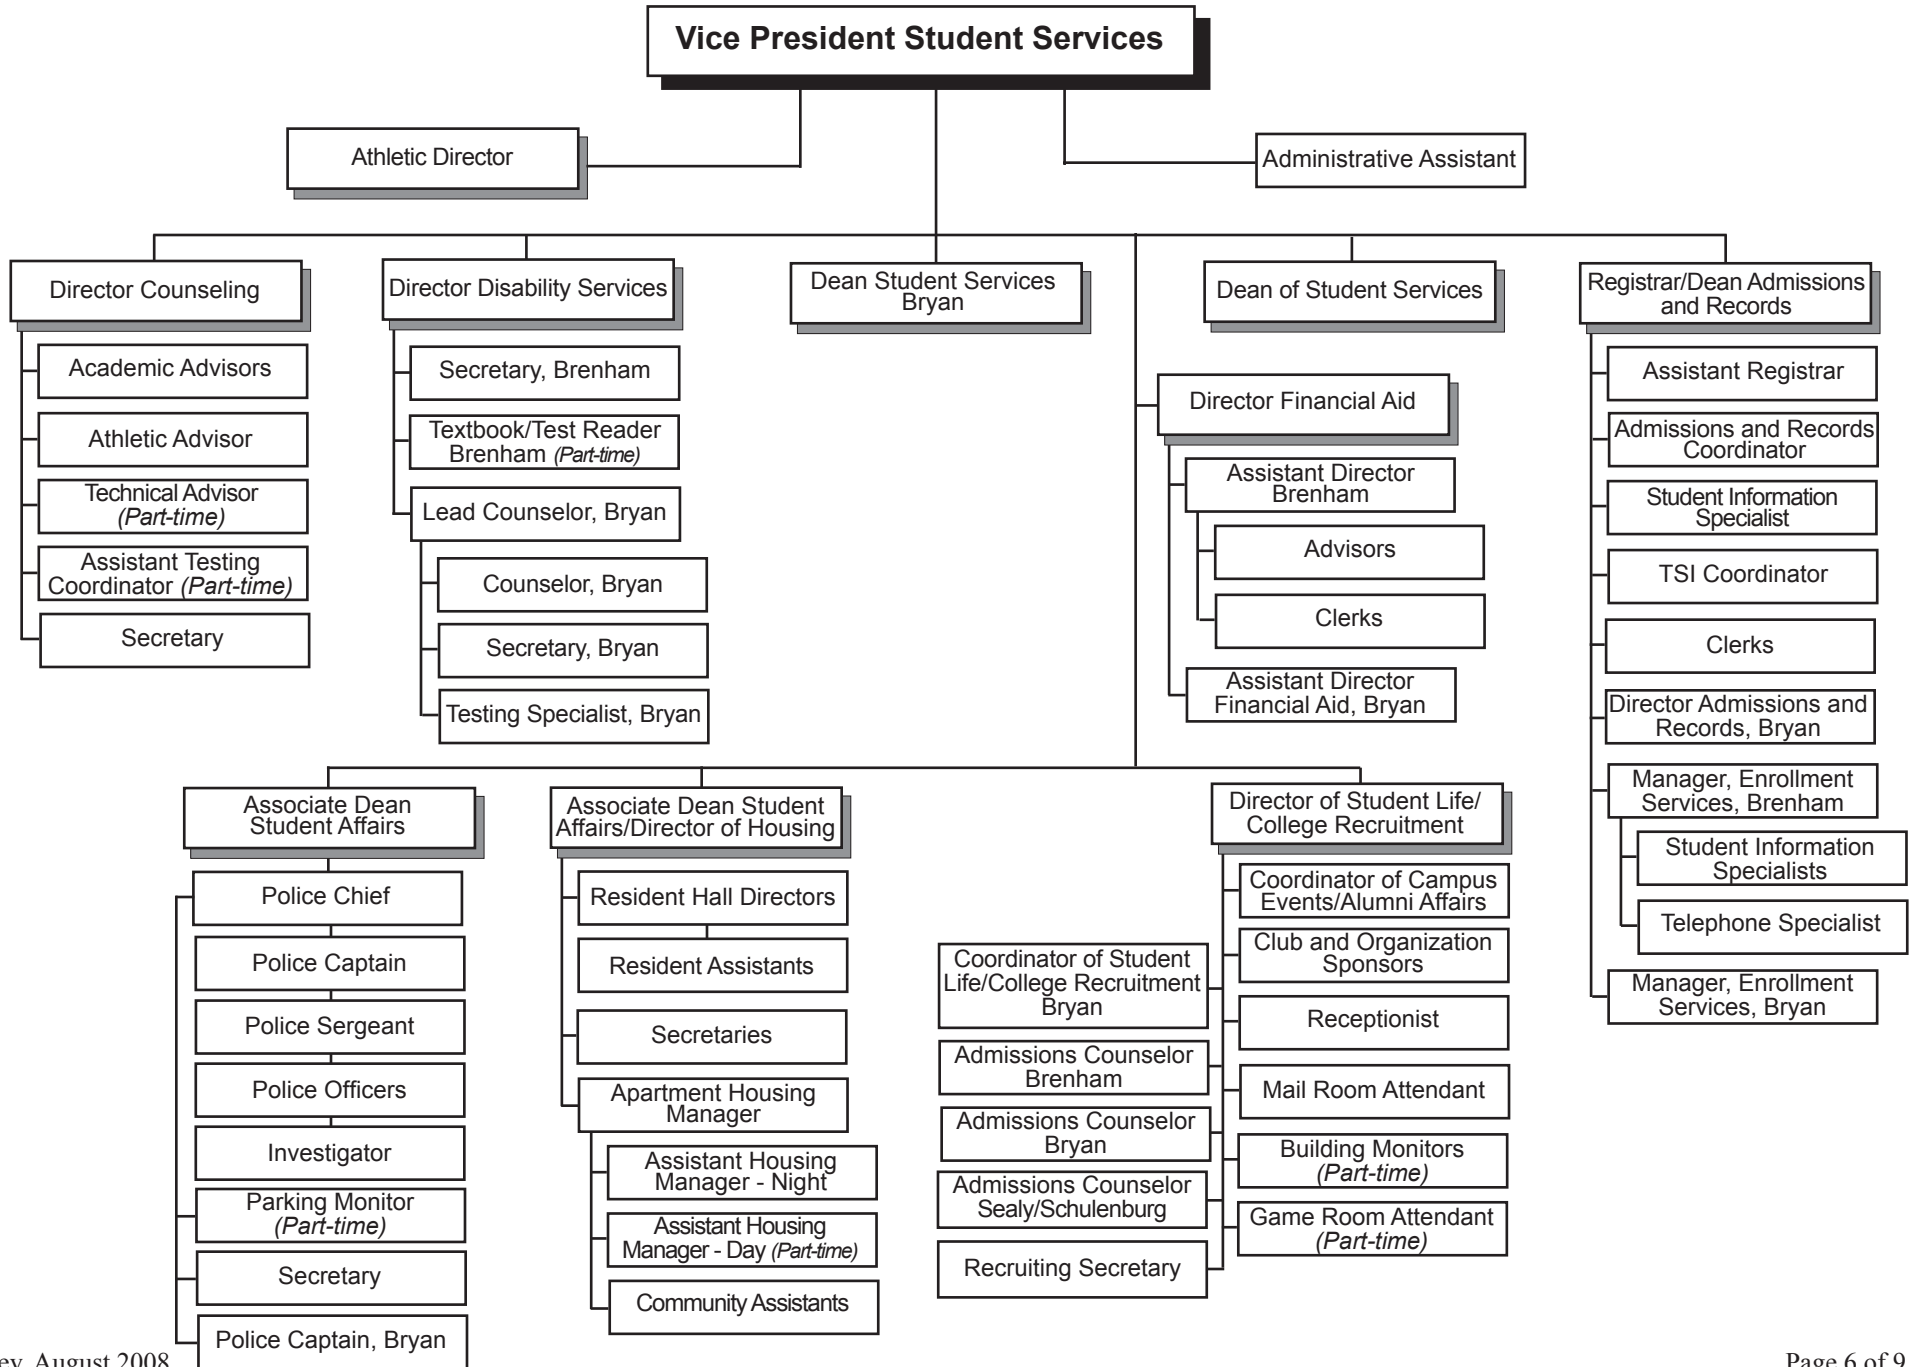 Vice President Student Services
Athletic Director
Administrative Assistant
Director Counseling
Academic Advisors
Athletic Advisor
Technical Advisor
(Part-time)
Assistant Testing
Coordinator (Part-time)
Secretary
Director Disability Services
Secretary, Brenham
Textbook/Test Reader
Brenham (Part-time)
Lead Counselor, Bryan
Counselor, Bryan
Secretary, Bryan
Testing Specialist, Bryan
Dean Student Services
Bryan
Dean of Student Services
Director Financial Aid
Assistant Director
Brenham
Advisors
Clerks
Assistant Director
Financial Aid, Bryan
Registrar/Dean Admissions
and Records
Assistant Registrar
Admissions and Records
Coordinator
Student Information
Specialist
TSI Coordinator
Clerks
Director Admissions and
Records, Bryan
Manager, Enrollment
Services, Brenham
Student Information
Specialists
Telephone Specialist
Manager, Enrollment
Services, Bryan
Associate Dean
Student Affairs
Police Chief
Police Captain
Police Sergeant
Police Officers
Investigator
Parking Monitor
(Part-time)
Secretary
Police Captain, Bryan
Associate Dean Student
Affairs/Director of Housing
Resident Hall Directors
Resident Assistants
Secretaries
Apartment Housing
Manager
Assistant Housing
Manager - Night
Assistant Housing
Manager - Day (Part-time)
Community Assistants
Director of Student Life/
College Recruitment
Coordinator of Student
Life/College Recruitment
Bryan
Admissions Counselor
Brenham
Admissions Counselor
Bryan
Admissions Counselor
Sealy/Schulenburg
Recruiting Secretary
Coordinator of Campus
Events/Alumni Affairs
Club and Organization
Sponsors
Receptionist
Mail Room Attendant
Building Monitors
(Part-time)
Game Room Attendant
(Part-time)
August 2008
Page 6 of 9